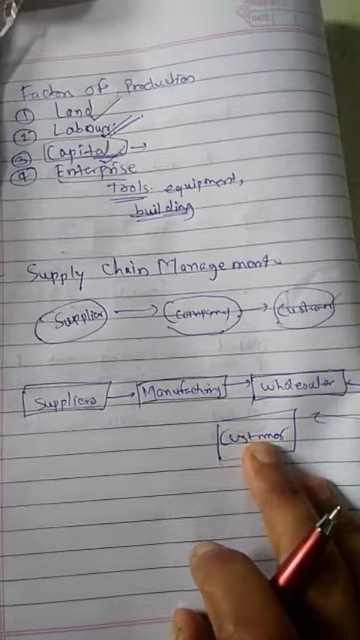 Factors of Production
① Land
② Labour
③ Capital →
④ Enterprise
Tools. equipment,
building
Supply Chain Management
Supplier → Company → Customer
Suppliers → Manufacturing → Wholesaler
Customer